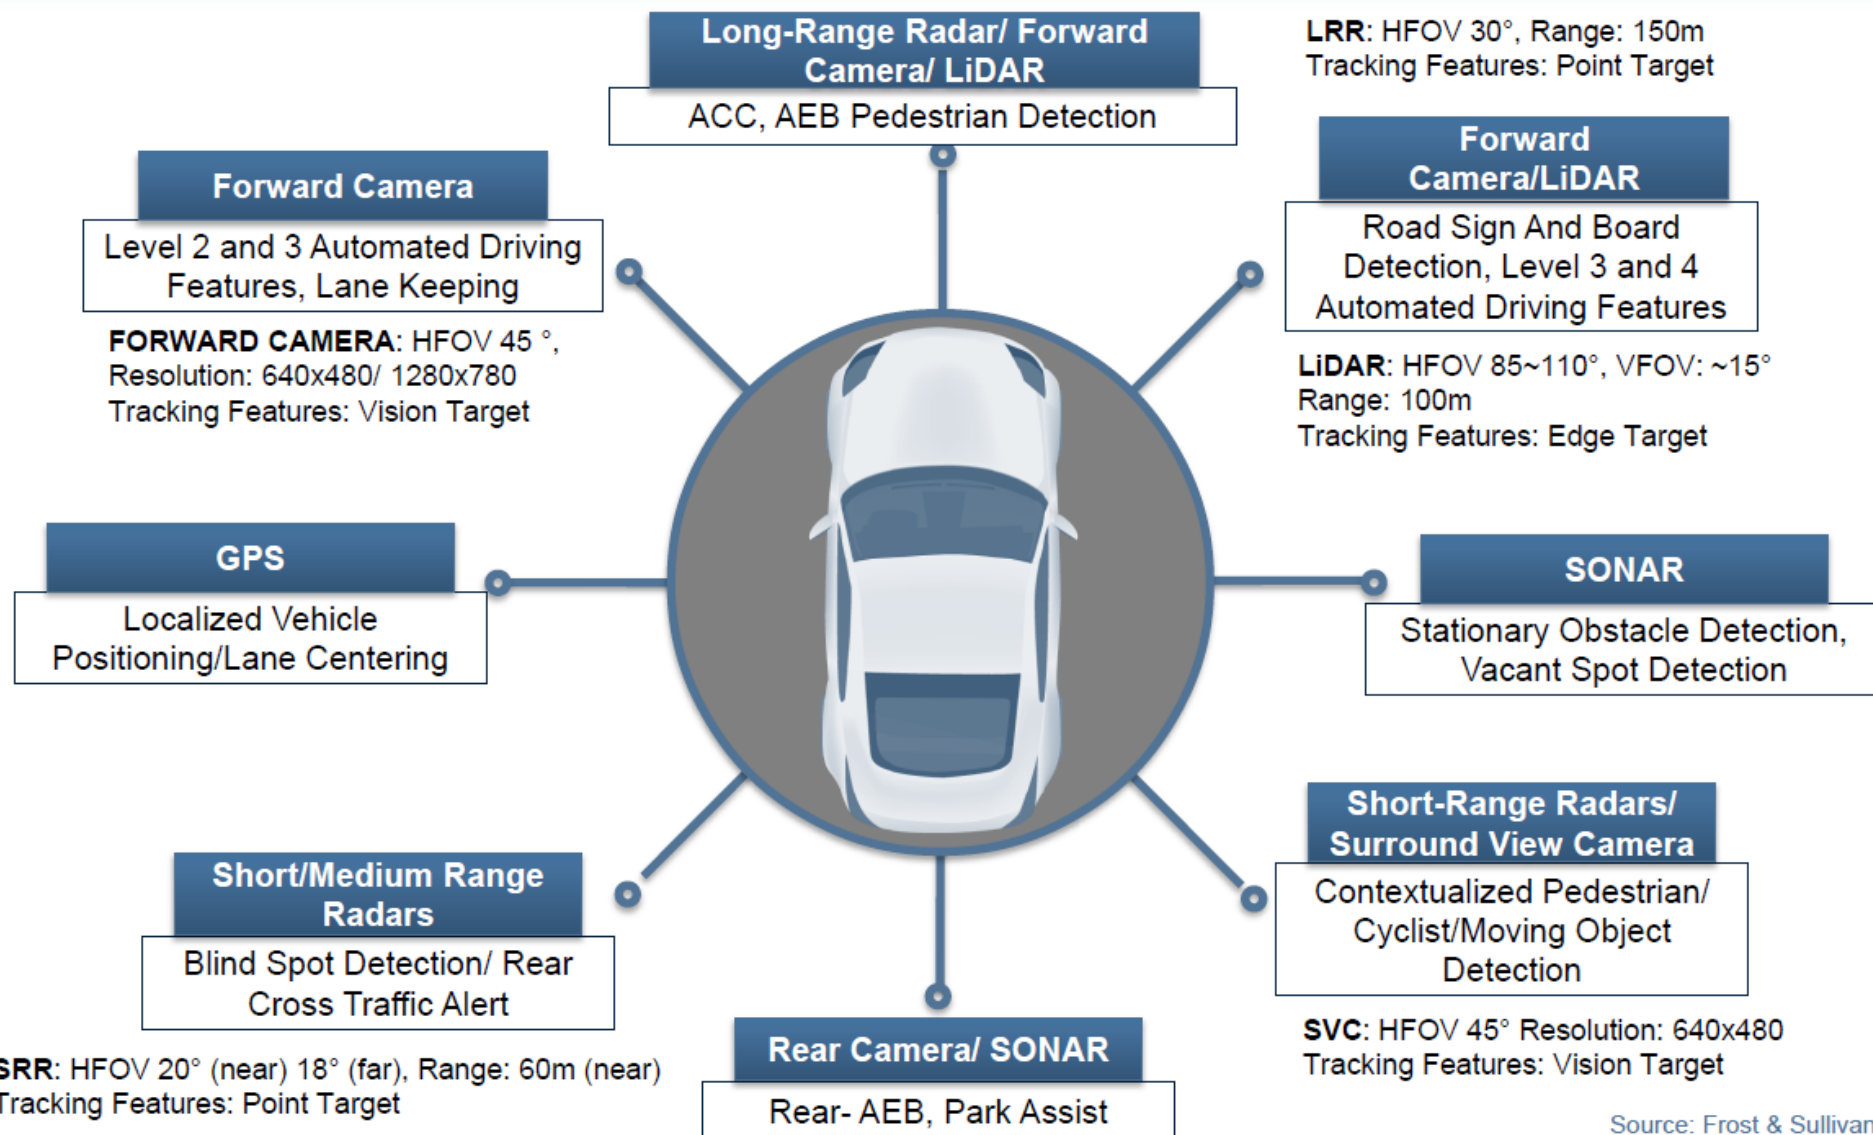 Long-Range Radar/ Forward
Camera/ LiDAR
ACC, AEB Pedestrian Detection
LRR: HFOV 30°, Range: 150m
Tracking Features: Point Target
Forward Camera
Level 2 and 3 Automated Driving
Features, Lane Keeping
FORWARD CAMERA: HFOV 45 °,
Resolution: 640x480/ 1280x780
Tracking Features: Vision Target
Forward
Camera/LiDAR
Road Sign And Board
Detection, Level 3 and 4
Automated Driving Features
LiDAR: HFOV 85~110°, VFOV: ~15°
Range: 100m
Tracking Features: Edge Target
GPS
Localized Vehicle
Positioning/Lane Centering
SONAR
Stationary Obstacle Detection,
Vacant Spot Detection
Short/Medium Range
Radars
Blind Spot Detection/ Rear
Cross Traffic Alert
SRR: HFOV 20° (near) 18° (far), Range: 60m (near)
Tracking Features: Point Target
Rear Camera/ SONAR
Rear- AEB, Park Assist
Short-Range Radars/
Surround View Camera
Contextualized Pedestrian/
Cyclist/Moving Object
Detection
SVC: HFOV 45° Resolution: 640x480
Tracking Features: Vision Target
Source: Frost & Sullivan